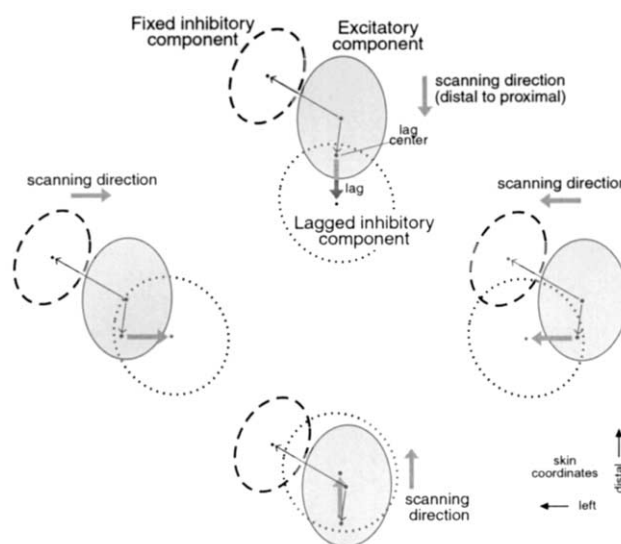 Fixed inhibitory
component
Excitatory
component
scanning direction
(distal to proximal)
lag
center
lag
Lagged inhibitory
component
scanning direction
scanning direction
scanning
direction
skin
coordinates
distal
left